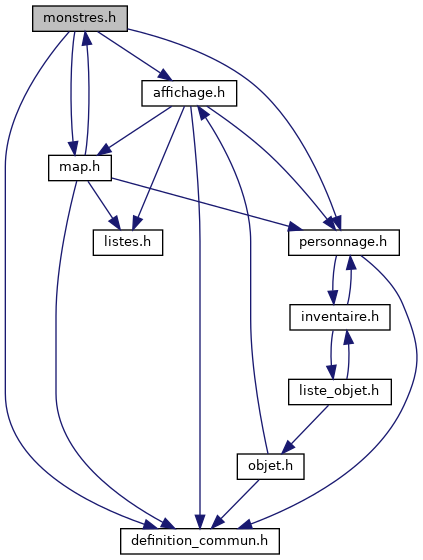 monstres.h
affichage.h
map.h
listes.h
personnage.h
inventaire.h
liste_objet.h
objet.h
definition_commun.h